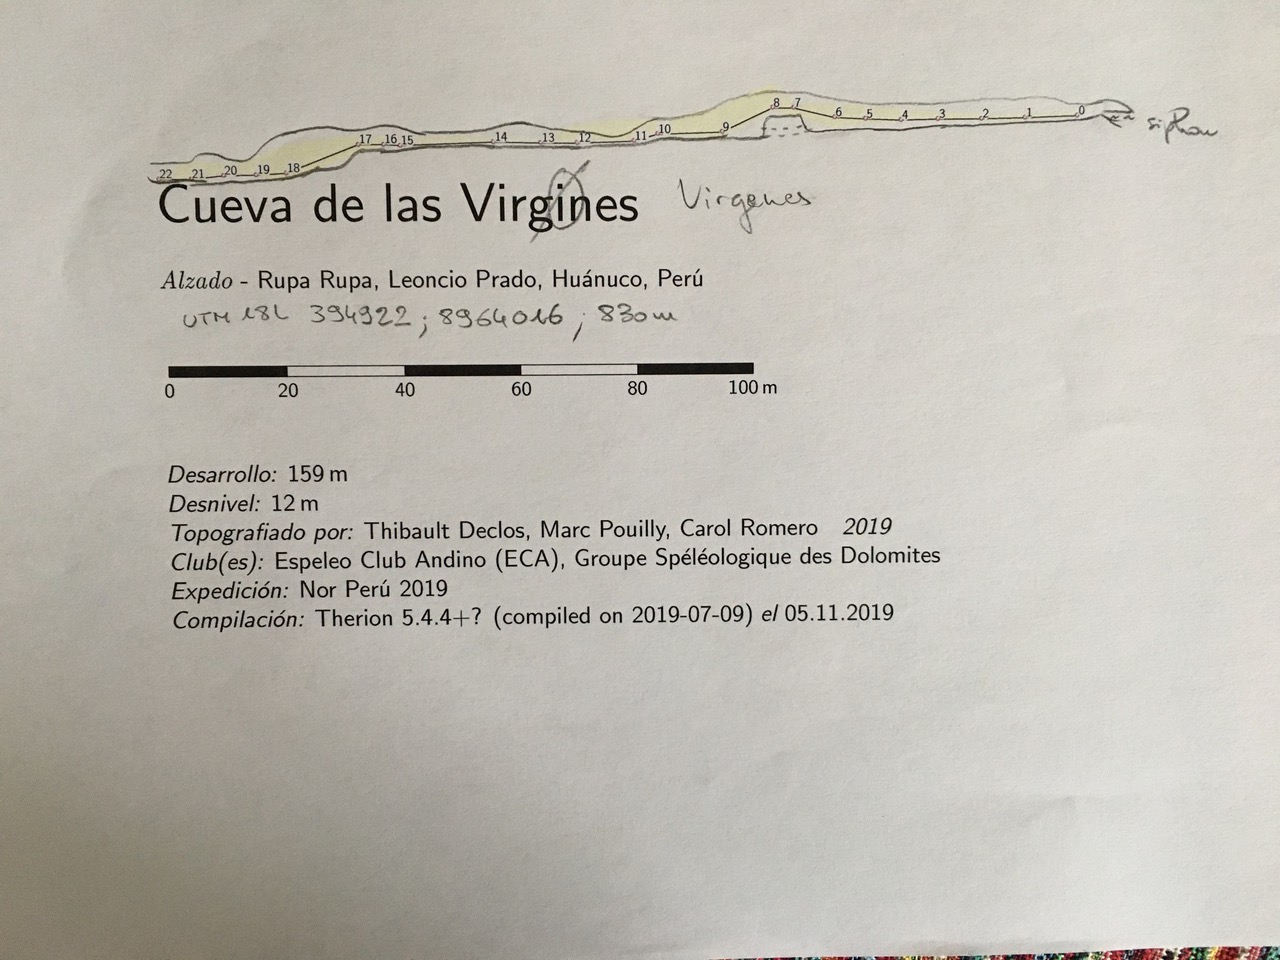 8 7 6 5 4 3 2 1 0 siphon
22 21 20 19 18 17 16 15 14 13 12 11 10 9
Cueva de las Virgines Virgenes
Alzado - Rupa Rupa, Leoncio Prado, Huánuco, Perú
UTM 18L 394922 ; 8964016 ; 830m
0 20 40 60 80 100 m
Desarrollo: 159 m
Desnivel: 12 m
Topografiado por: Thibault Declos, Marc Pouilly, Carol Romero 2019
Club(es): Espeleo Club Andino (ECA), Groupe Spéléologique des Dolomites
Expedición: Nor Perú 2019
Compilación: Therion 5.4.4+? (compiled on 2019-07-09) el 05.11.2019